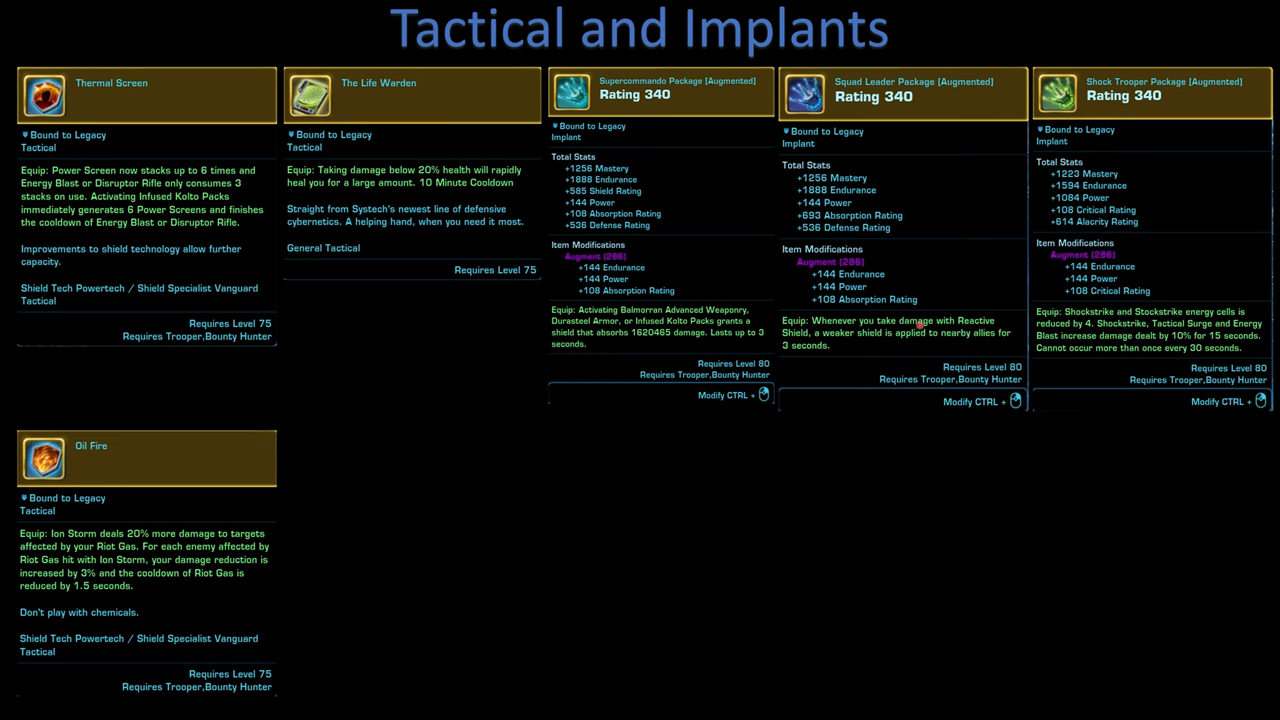 Tactical and Implants
Thermal Screen
Bound to Legacy
Tactical
Equip: Power Screen now stacks up to 6 times and
Energy Blast or Disruptor Rifle only consumes 3
stacks on use. Activating Infused Kolto Packs
immediately generates 6 Power Screens and finishes
the cooldown of Energy Blast or Disruptor Rifle.
Improvements to shield technology allow further
capacity.
Shield Tech Powertech / Shield Specialist Vanguard
Tactical
Requires Level 75
Requires Trooper,Bounty Hunter
The Life Warden
Bound to Legacy
Tactical
Equip: Taking damage below 20% health will rapidly
heal you for a large amount. 10 Minute Cooldown
Straight from Systech's newest line of defensive
cybernetics. A helping hand, when you need it most.
General Tactical
Requires Level 75
Supercommando Package [Augmented]
Rating 340
Bound to Legacy
Implant
Total Stats
+1256 Mastery
+1888 Endurance
+585 Shield Rating
+144 Power
+108 Absorption Rating
+536 Defense Rating
Item Modifications
Augment (286)
+144 Endurance
+144 Power
+108 Absorption Rating
Equip: Activating Balmorran Advanced Weaponry,
Durasteel Armor, or Infused Kolto Packs grants a
shield that absorbs 1620465 damage. Lasts up to 3
seconds.
Requires Level 80
Requires Trooper,Bounty Hunter
Modify CTRL +
Squad Leader Package [Augmented]
Rating 340
Bound to Legacy
Implant
Total Stats
+1256 Mastery
+1888 Endurance
+144 Power
+693 Absorption Rating
+536 Defense Rating
Item Modifications
Augment (286)
+144 Endurance
+144 Power
+108 Absorption Rating
Equip: Whenever you take damage with Reactive
Shield, a weaker shield is applied to nearby allies for
3 seconds.
Requires Level 80
Requires Trooper,Bounty Hunter
Modify CTRL +
Shock Trooper Package [Augmented]
Rating 340
Bound to Legacy
Implant
Total Stats
+1223 Mastery
+1594 Endurance
+1084 Power
+108 Critical Rating
+614 Alacrity Rating
Item Modifications
Augment (286)
+144 Endurance
+144 Power
+108 Critical Rating
Equip: Shockstrike and Stockstrike energy cells is
reduced by 4. Shockstrike, Tactical Surge and Energy
Blast increase damage dealt by 10% for 15 seconds.
Cannot occur more than once every 30 seconds.
Requires Level 80
Requires Trooper,Bounty Hunter
Modify CTRL +
Oil Fire
Bound to Legacy
Tactical
Equip: Ion Storm deals 20% more damage to targets
affected by your Riot Gas. For each enemy affected by
Riot Gas hit with Ion Storm, your damage reduction is
increased by 3% and the cooldown of Riot Gas is
reduced by 1.5 seconds.
Don't play with chemicals.
Shield Tech Powertech / Shield Specialist Vanguard
Tactical
Requires Level 75
Requires Trooper,Bounty Hunter